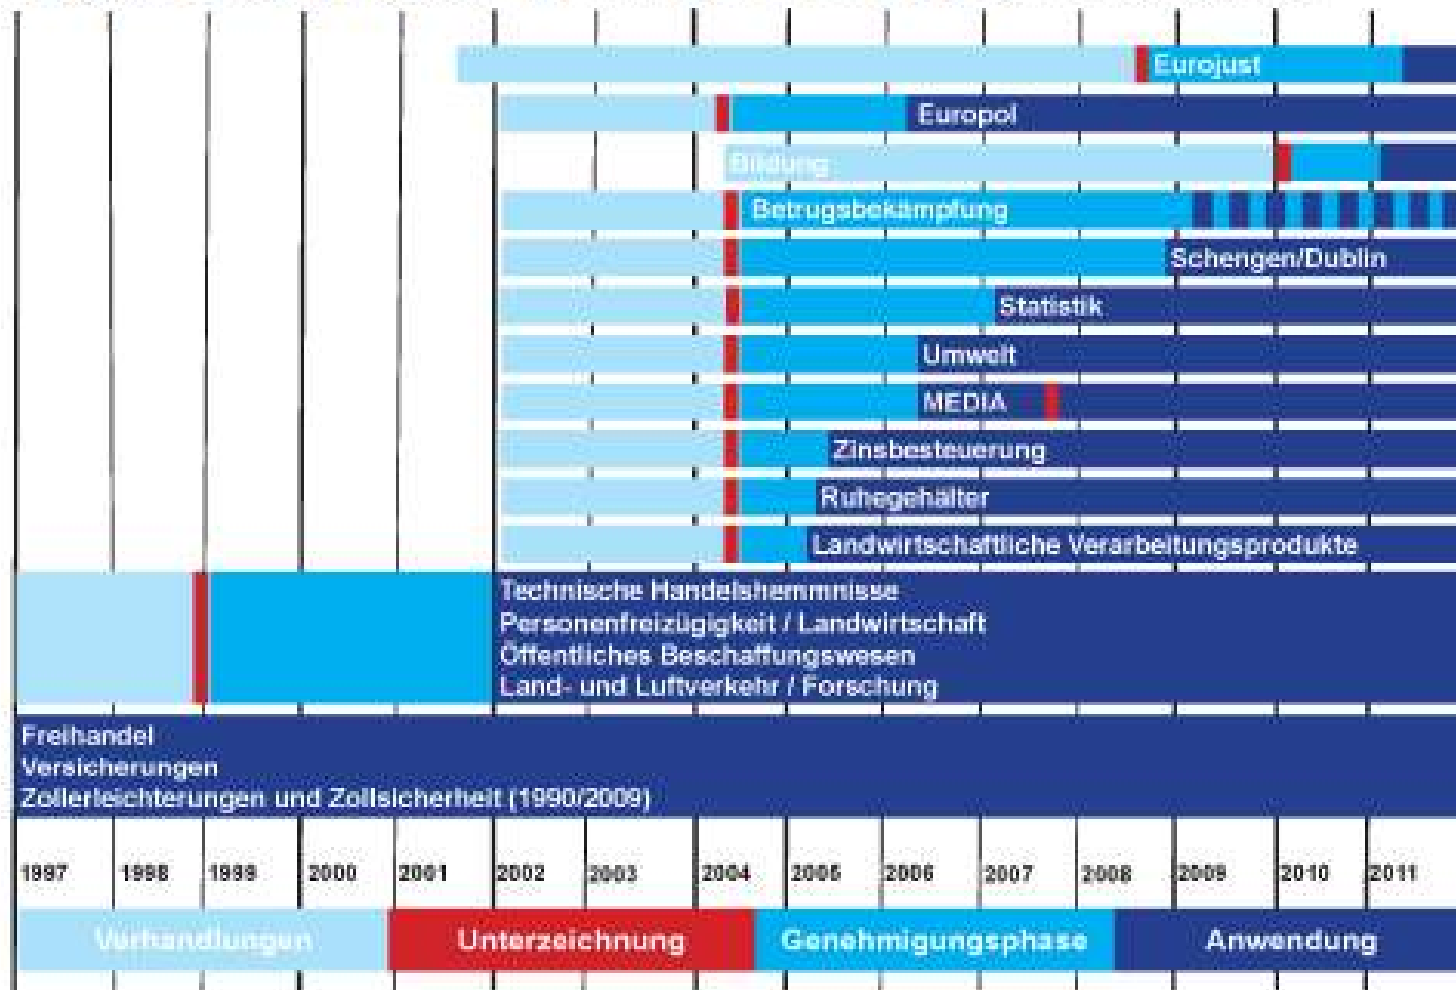 Eurojust
Europol
Bildung
Betrugsbekämpfung
Schengen/Dublin
Statistik
Umwelt
MEDIA
Zinsbesteuerung
Ruhegehälter
Landwirtschaftliche Verarbeitungsprodukte
Technische Handelshemmnisse
Personenfreizügigkeit / Landwirtschaft
Öffentliches Beschaffungswesen
Land- und Luftverkehr / Forschung
Freihandel
Versicherungen
Zollerleichterungen und Zollsicherheit (1990/2009)
1997 1998 1999 2000 2001 2002 2003 2004 2005 2006 2007 2008 2009 2010 2011
Verhandlungen Unterzeichnung Genehmigungsphase Anwendung